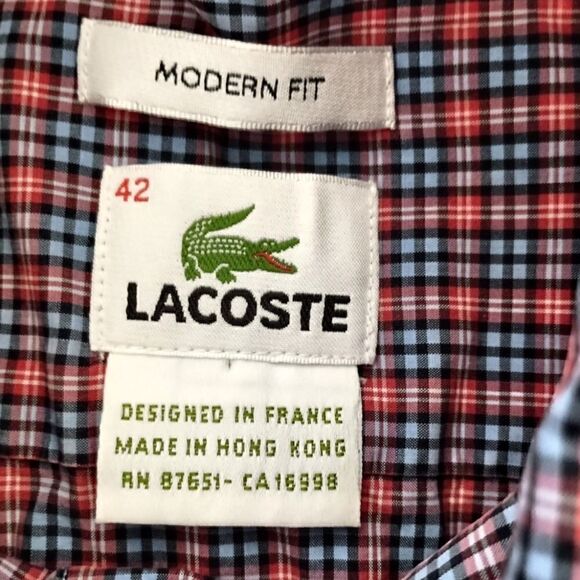 MODERN FIT
42
LACOSTE
DESIGNED IN FRANCE
MADE IN HONG KONG
RN 87651- CA16998